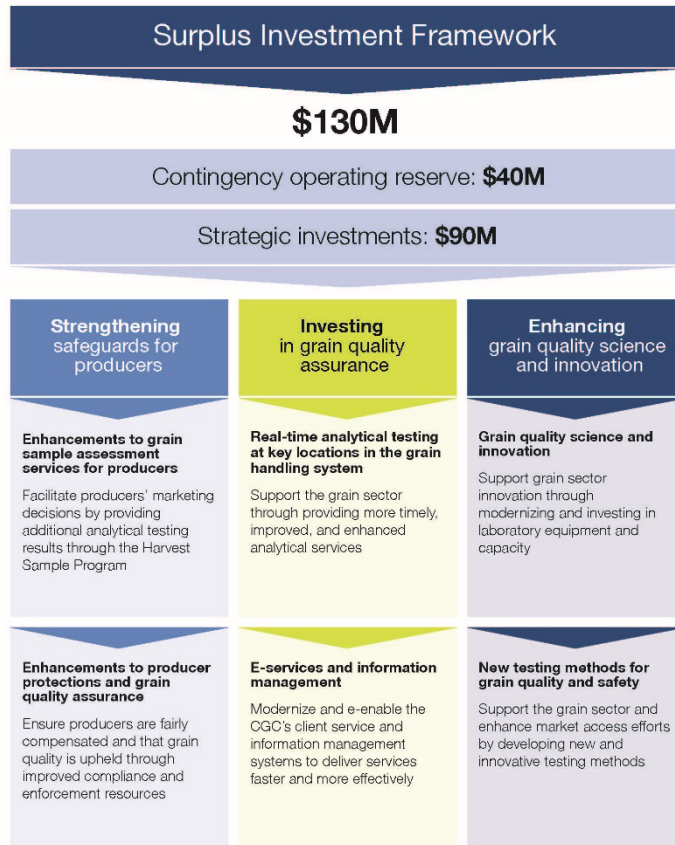 Surplus Investment Framework
$130M
Contingency operating reserve: $40M
Strategic investments: $90M
Strengthening
safeguards for
producers
Enhancements to grain
sample assessment
services for producers
Facilitate producers' marketing
decisions by providing
additional analytical testing
results through the Harvest
Sample Program
Enhancements to producer
protections and grain
quality assurance
Ensure producers are fairly
compensated and that grain
quality is upheld through
improved compliance and
enforcement resources
Investing
in grain quality
assurance
Real-time analytical testing
at key locations in the grain
handling system
Support the grain sector
through providing more timely,
improved, and enhanced
analytical services
E-services and information
management
Modernize and e-enable the
CGC's client service and
information management
systems to deliver services
faster and more effectively
Enhancing
grain quality science
and innovation
Grain quality science and
innovation
Support grain sector
innovation through
modernizing and investing in
laboratory equipment and
capacity
New testing methods for
grain quality and safety
Support the grain sector and
enhance market access efforts
by developing new and
innovative testing methods